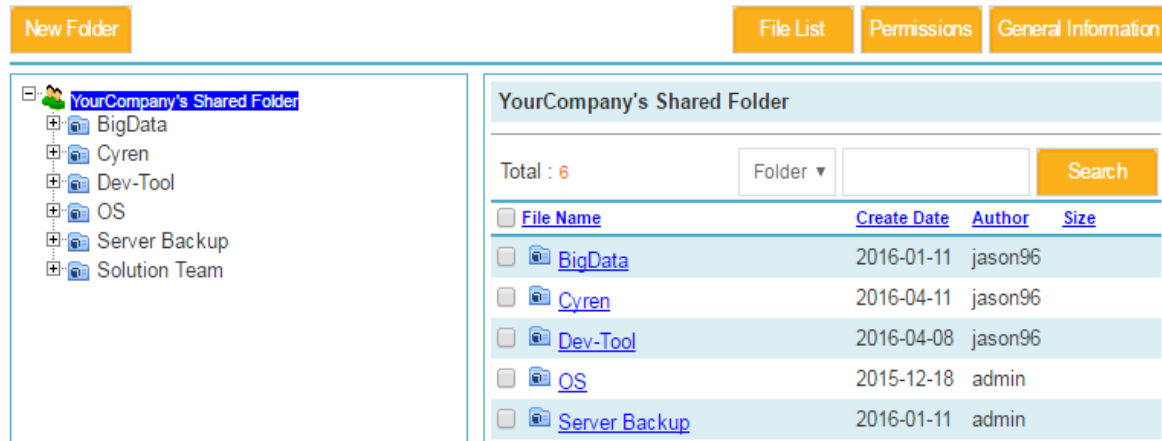 New Folder
File List
Permissions
General Information
YourCompany's Shared Folder
BigData
Cyren
Dev-Tool
OS
Server Backup
Solution Team
YourCompany's Shared Folder
Total : 6
Folder
Search
File Name Create Date Author Size
BigData 2016-01-11 jason96
Cyren 2016-04-11 jason96
Dev-Tool 2016-04-08 jason96
OS 2015-12-18 admin
Server Backup 2016-01-11 admin